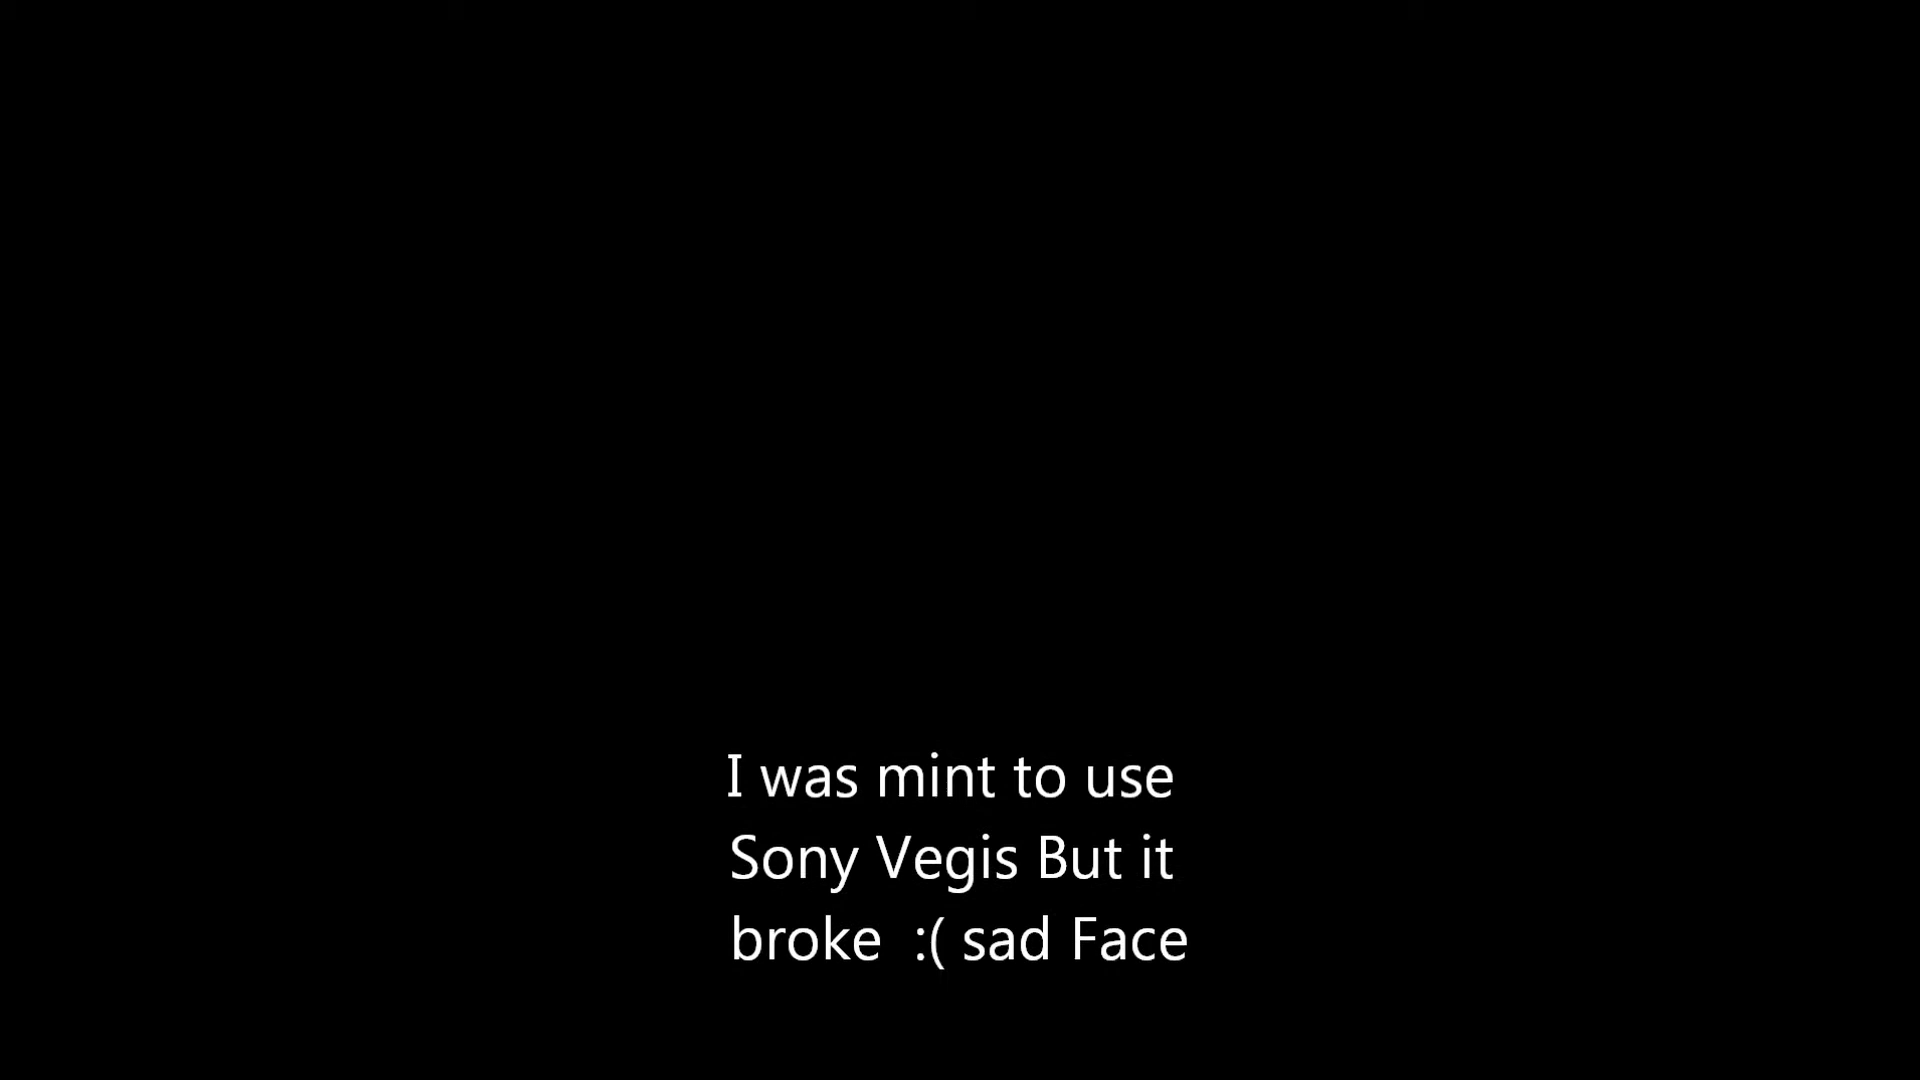 I was mint to use
Sony Vegis But it
broke  :( sad Face